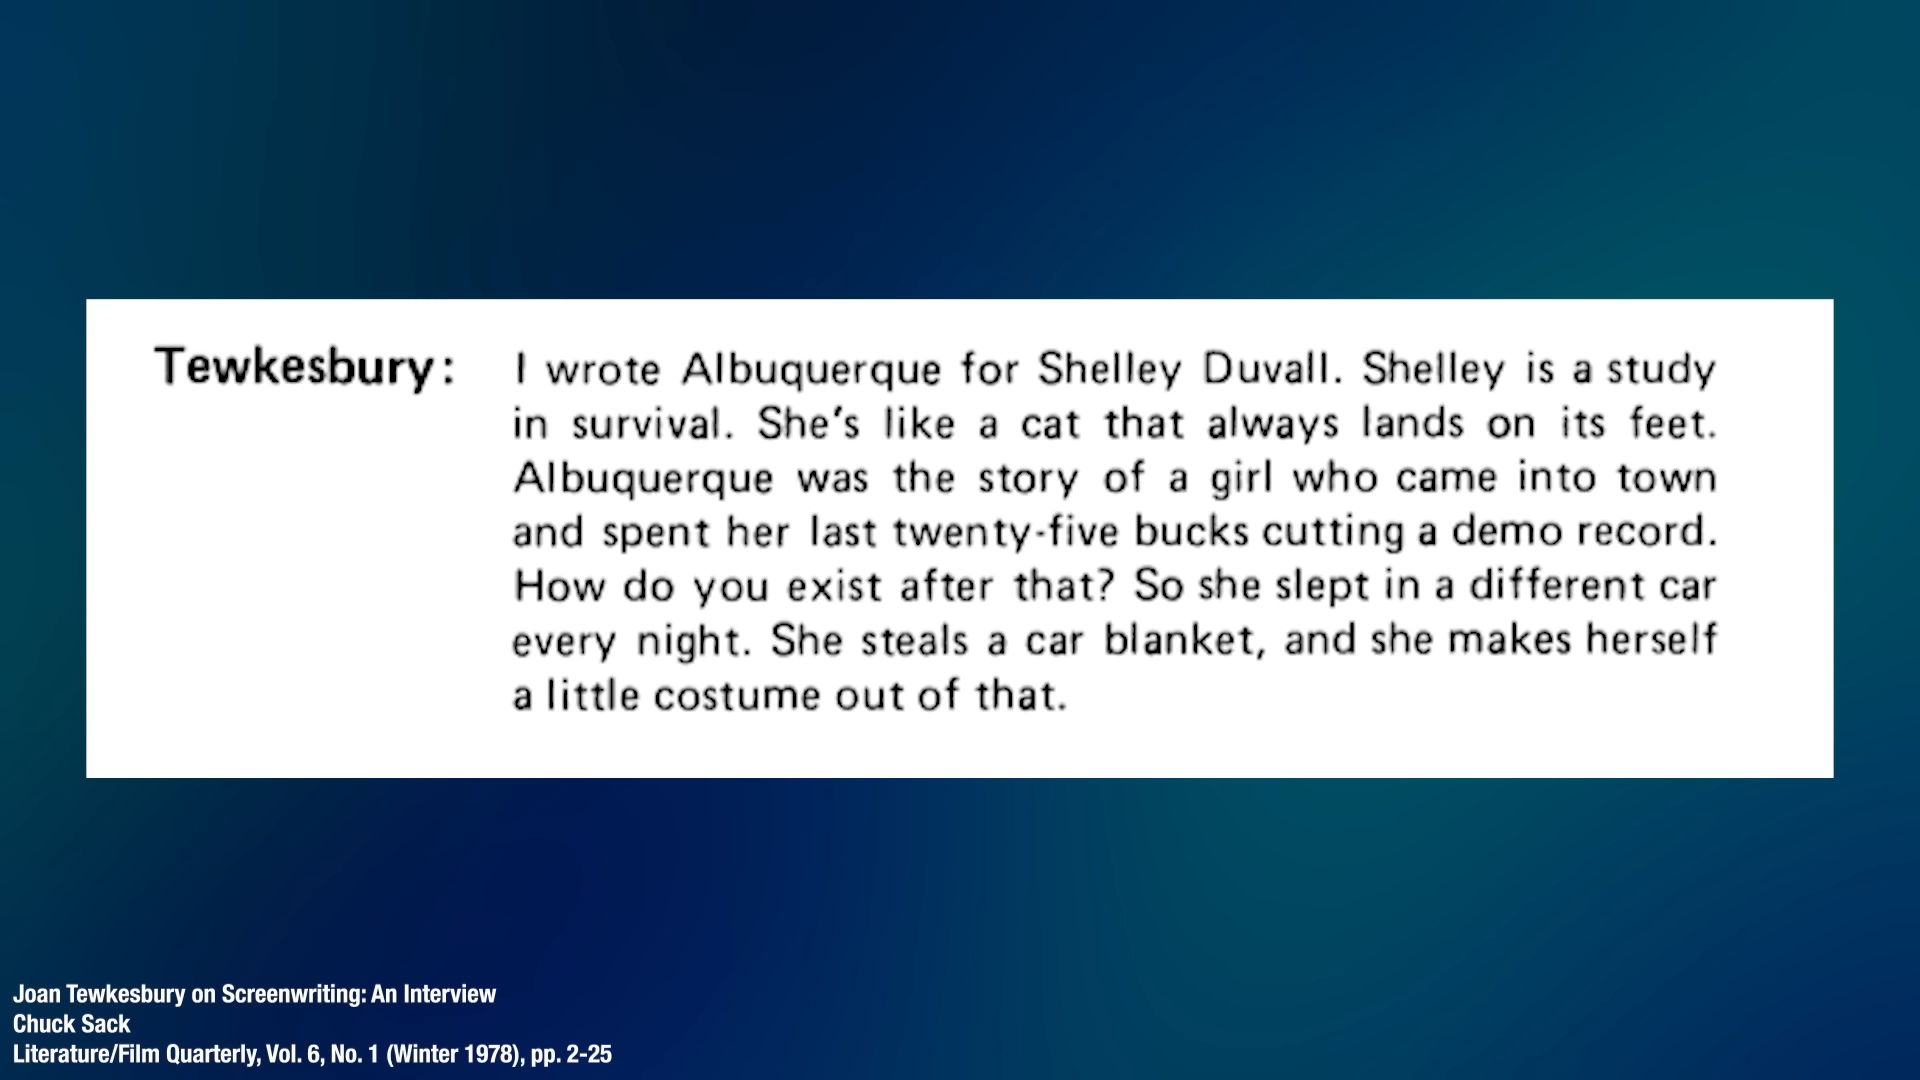 Tewkesbury: I wrote Albuquerque for Shelley Duvall. Shelley is a study
in survival. She's like a cat that always lands on its feet.
Albuquerque was the story of a girl who came into town
and spent her last twenty-five bucks cutting a demo record.
How do you exist after that? So she slept in a different car
every night. She steals a car blanket, and she makes herself
a little costume out of that.
Joan Tewkesbury on Screenwriting: An Interview
Chuck Sack
Literature/Film Quarterly, Vol. 6, No. 1 (Winter 1978), pp. 2-25